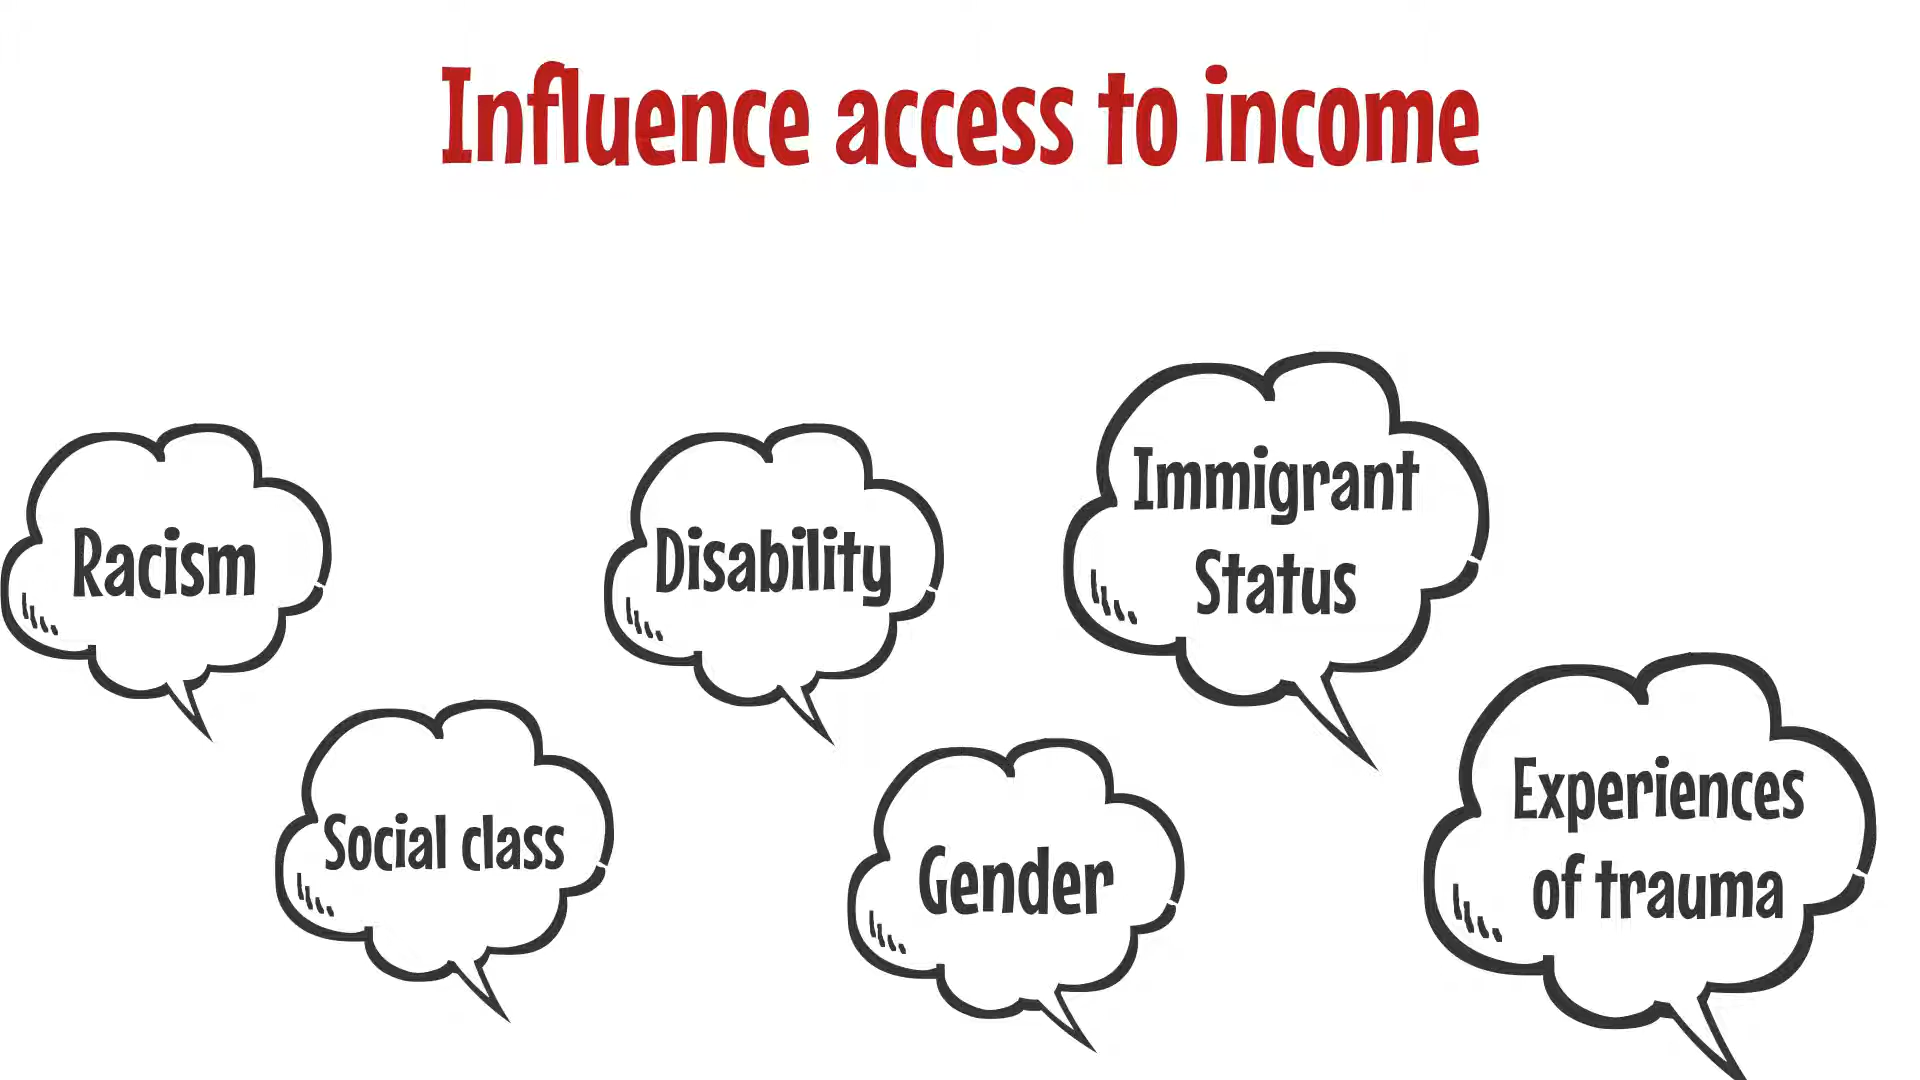 Influence access to income
Racism
Disability
Immigrant
Status
Social class
Gender
Experiences
of trauma